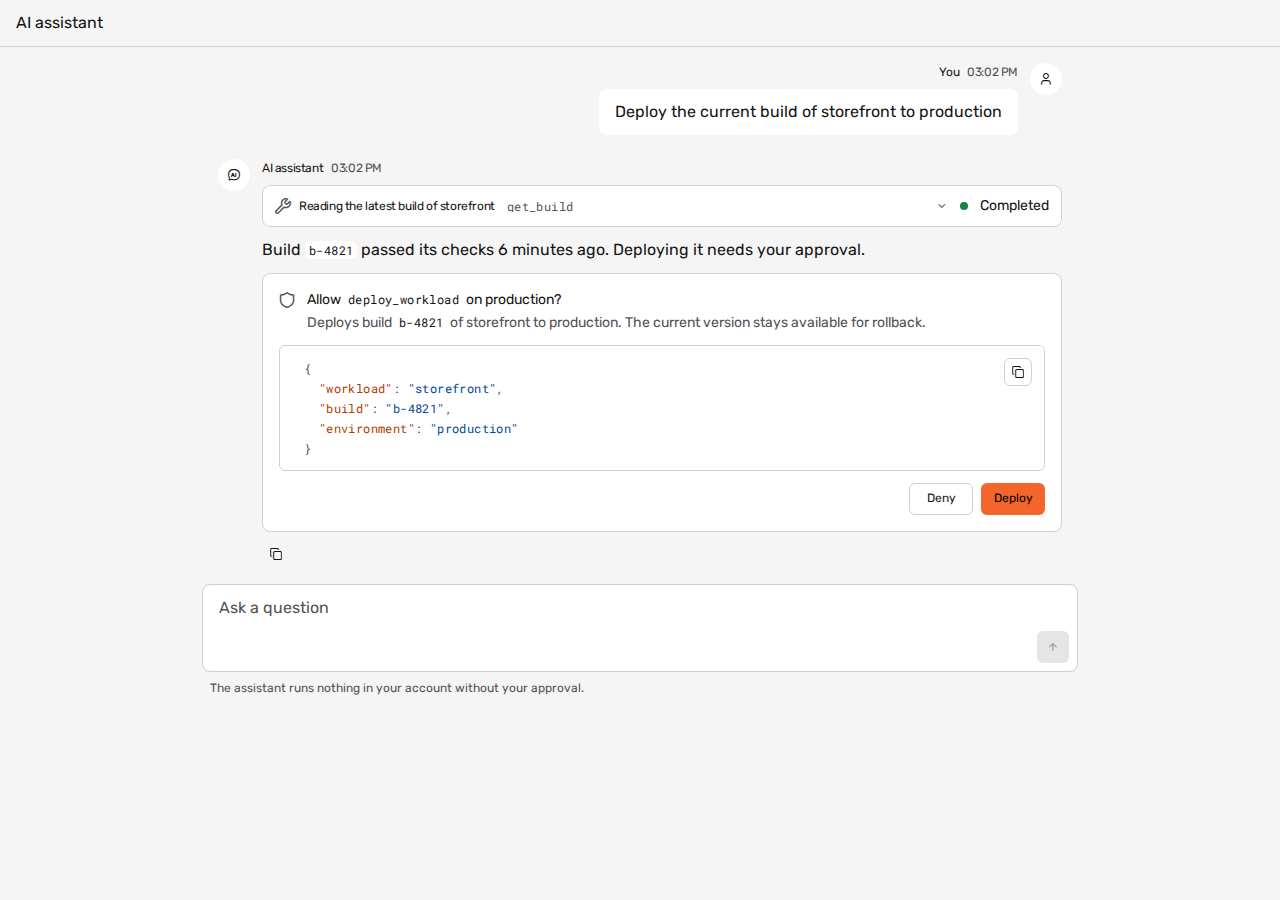 AI assistant
You 03:02 PM
Deploy the current build of storefront to production
AI
AI assistant 03:02 PM
Reading the latest build of storefront get_build Completed
Build b-4821 passed its checks 6 minutes ago. Deploying it needs your approval.
Allow deploy_workload on production?
Deploys build b-4821 of storefront to production. The current version stays available for rollback.
{
"workload": "storefront",
"build": "b-4821",
"environment": "production"
}
Deny Deploy
Ask a question
The assistant runs nothing in your account without your approval.